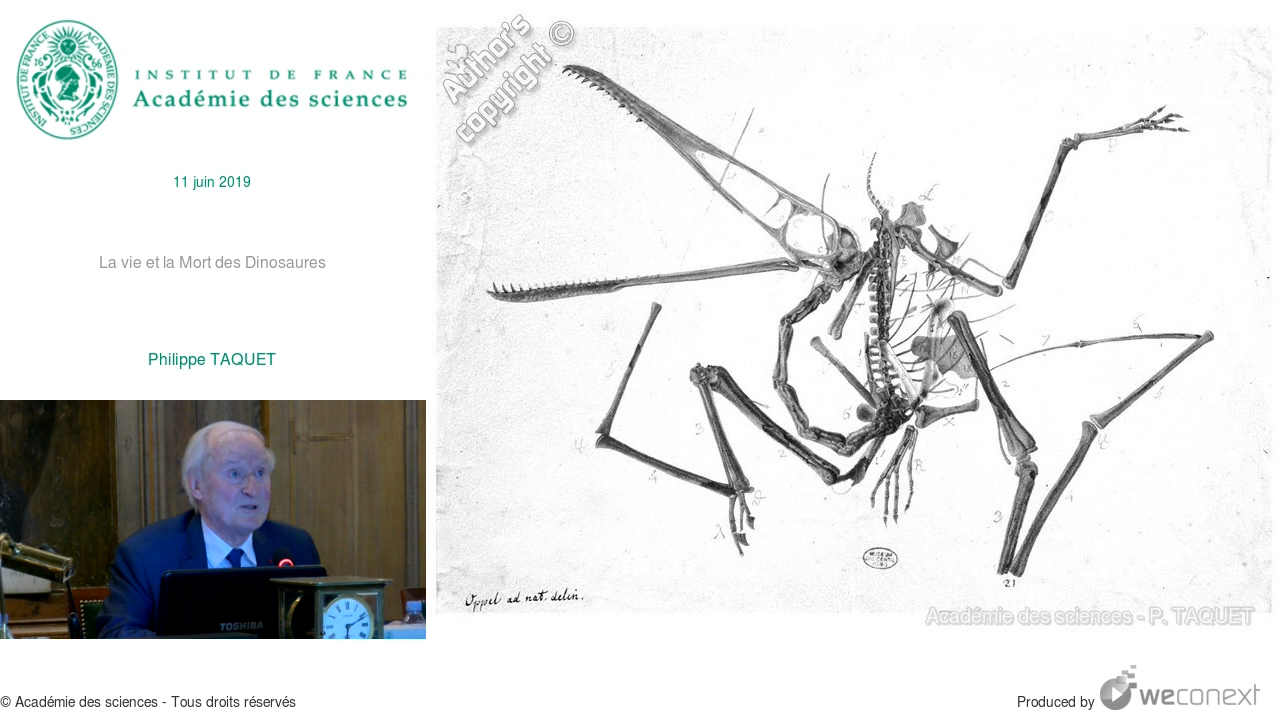 INSTITUT DE FRANCE
Académie des sciences
11 juin 2019
La vie et la Mort des Dinosaures
Philippe TAQUET
TOSHIBA
Author's
copyright ©
Oppel ad nat. delin.
21
Académie des sciences - P. TAQUET
© Académie des sciences - Tous droits réservés
Produced by weconext